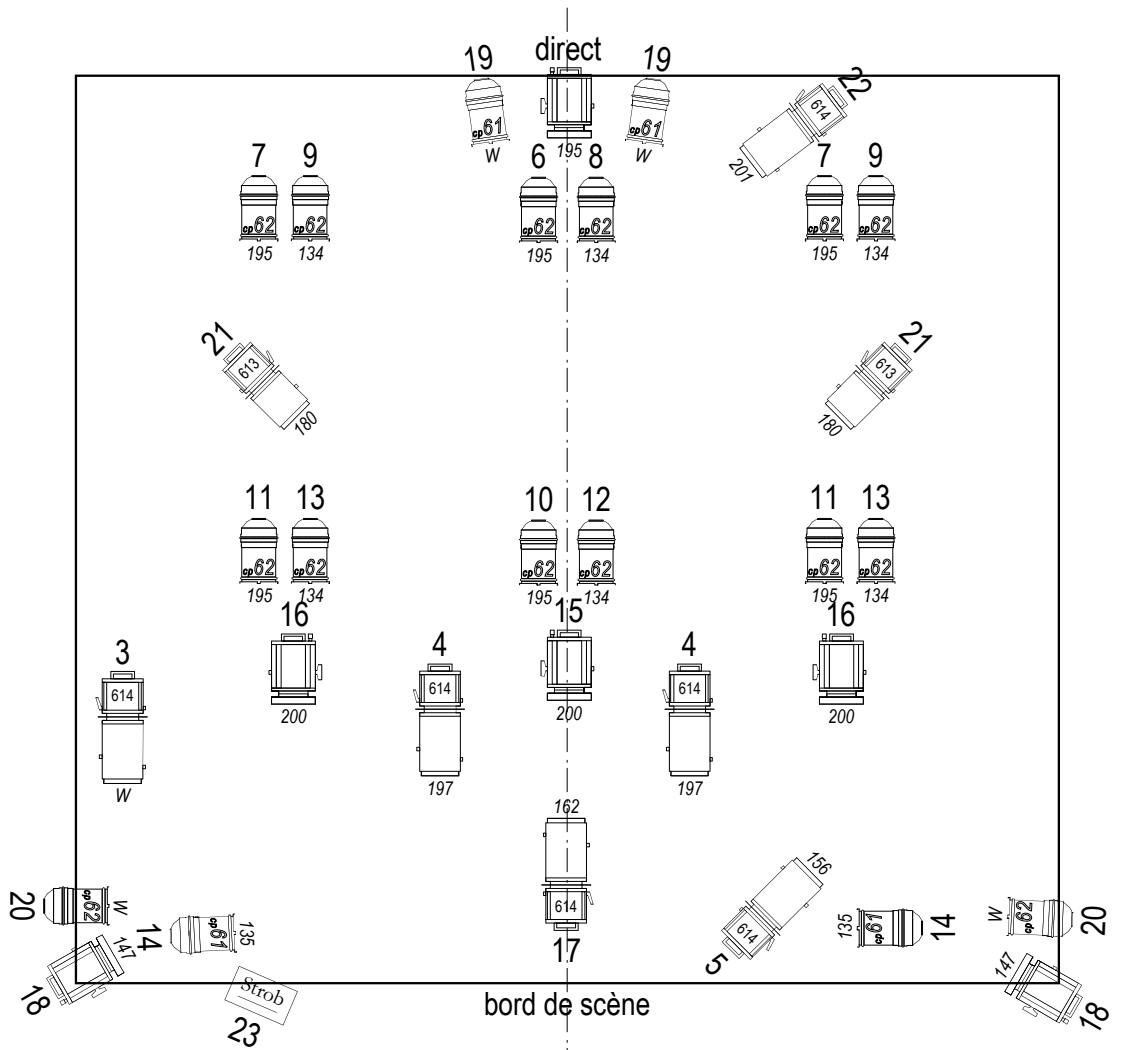 19 direct 19 22
cp61 cp61 614
W 195 W 201
7 9 6 8 7 9
cp62 cp62 cp62 cp62 cp62 cp62
195 134 195 134 195 134
21 21
613 613
180 180
11 13 10 12 11 13
cp62 cp62 cp62 cp62 cp62 cp62
195 134 195 134 195 134
16 15 16
3 4 4
614 614 614
200 200 200
W 197 197
162
156
20 cp62 W W cp62 20
14 cp61 135 135 cp61 14
614 614
17 5
18 147 147 18
Strob
23
bord de scène